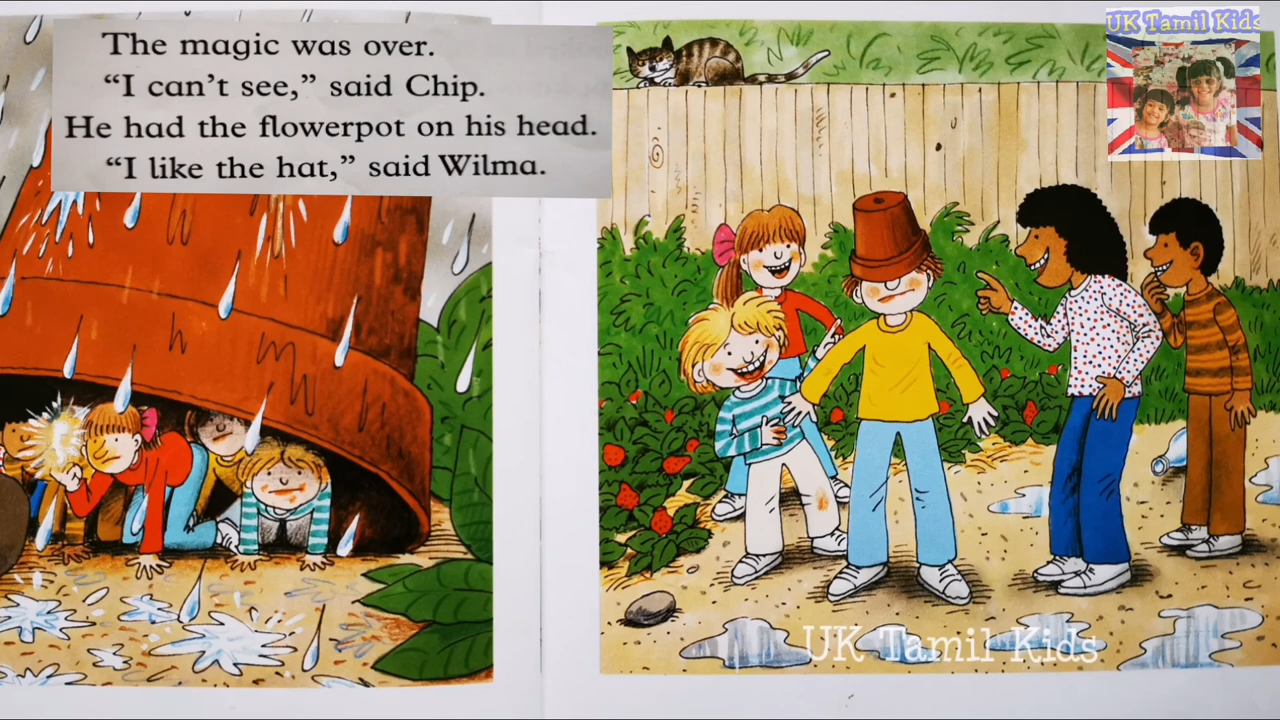 The magic was over.
“I can’t see,” said Chip.
He had the flowerpot on his head.
“I like the hat,” said Wilma.
UK Tamil Kids
UK Tamil Kids